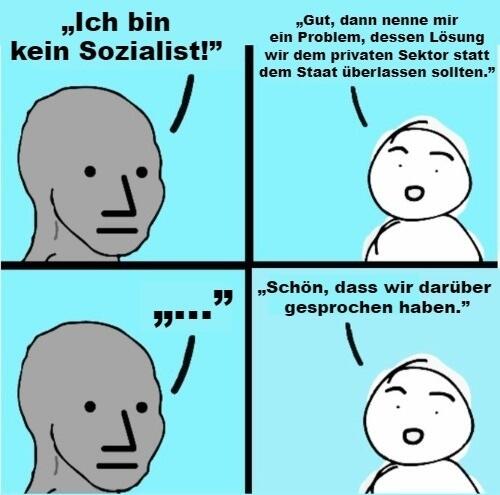 „Ich bin
kein Sozialist!”
„Gut, dann nenne mir
ein Problem, dessen Lösung
wir dem privaten Sektor statt
dem Staat überlassen sollten.”
„...”
„Schön, dass wir darüber
gesprochen haben.”